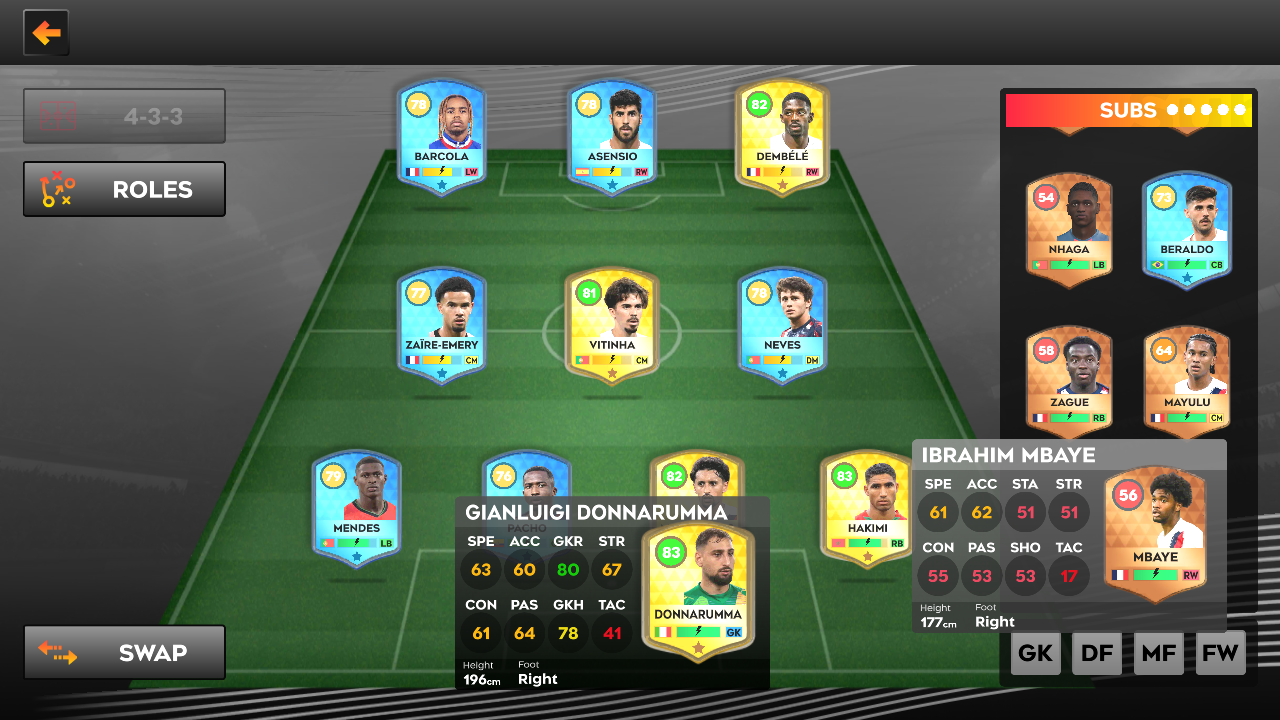 4-3-3
ROLES
SWAP
78
BARCOLA
LW
78
ASENSIO
RW
82
DEMBÉLÉ
RW
77
ZAÏRE-EMERY
CM
81
VITINHA
CM
78
NEVES
DM
79
MENDES
LB
76
PACHO
82
83
HAKIMI
RB
GIANLUIGI DONNARUMMA
SPE ACC GKR STR
63 60 80 67
CON PAS GKH TAC
61 64 78 41
Height Foot
196cm Right
83
DONNARUMMA
GK
SUBS
54
NHAGA
LB
73
BERALDO
CB
58
ZAGUE
RB
64
MAYULU
CM
IBRAHIM MBAYE
SPE ACC STA STR
61 62 51 51
CON PAS SHO TAC
55 53 53 17
Height Foot
177cm Right
56
MBAYE
RW
GK DF MF FW